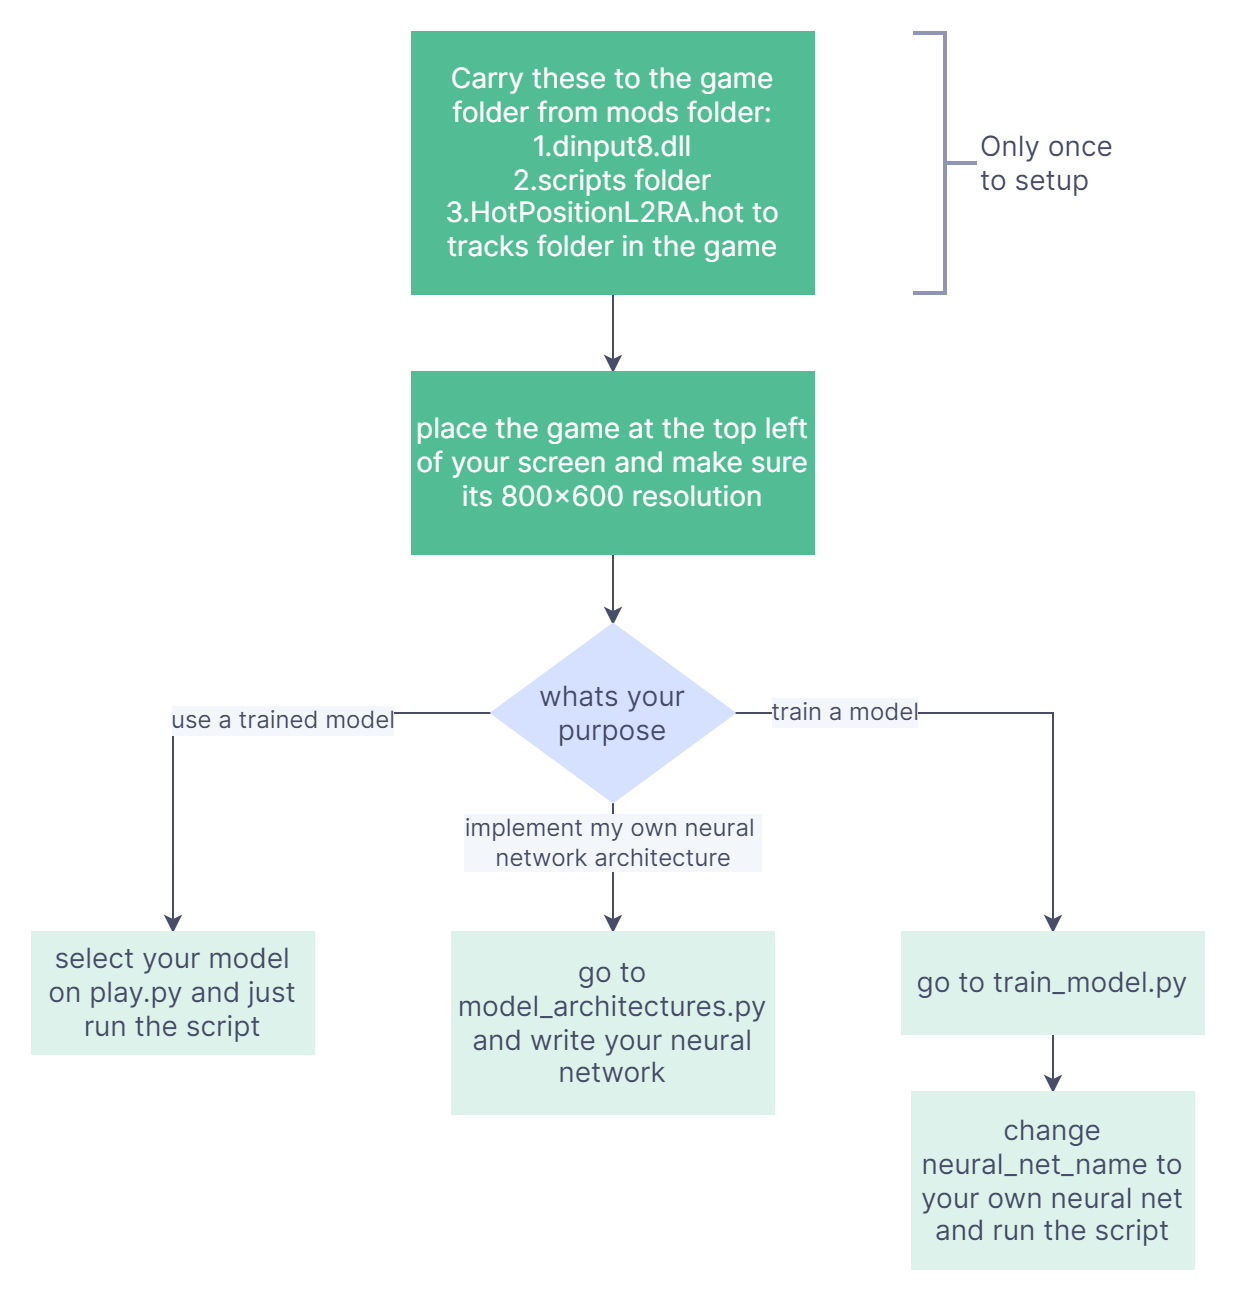 Carry these to the game
folder from mods folder:
1.dinput8.dll
2.scripts folder
3.HotPositionL2RA.hot to
tracks folder in the game
Only once
to setup
place the game at the top left
of your screen and make sure
its 800×600 resolution
whats your
purpose
use a trained model
train a model
implement my own neural
network architecture
select your model
on play.py and just
run the script
go to
model_architectures.py
and write your neural
network
go to train_model.py
change
neural_net_name to
your own neural net
and run the script